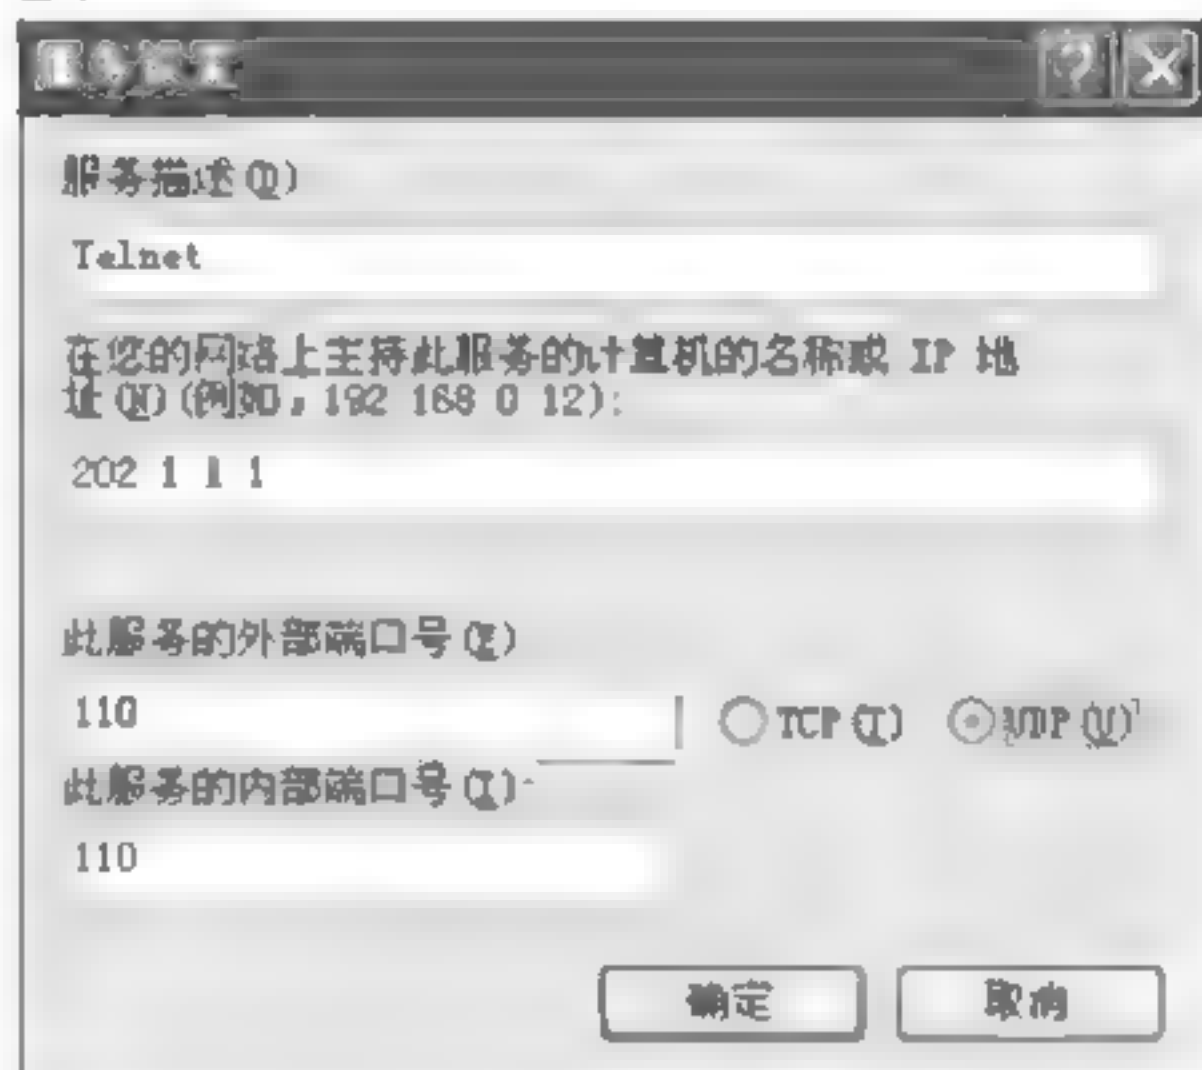 服务描述(D)
Telnet
在您的网络上主持此服务的计算机的名称或 IP 地
址(N)(例如，192 168 0 12):
202 1 1 1
此服务的外部端口号(E)
110
TCP(T) UDP(U)
此服务的内部端口号(I)
110
确定 取消